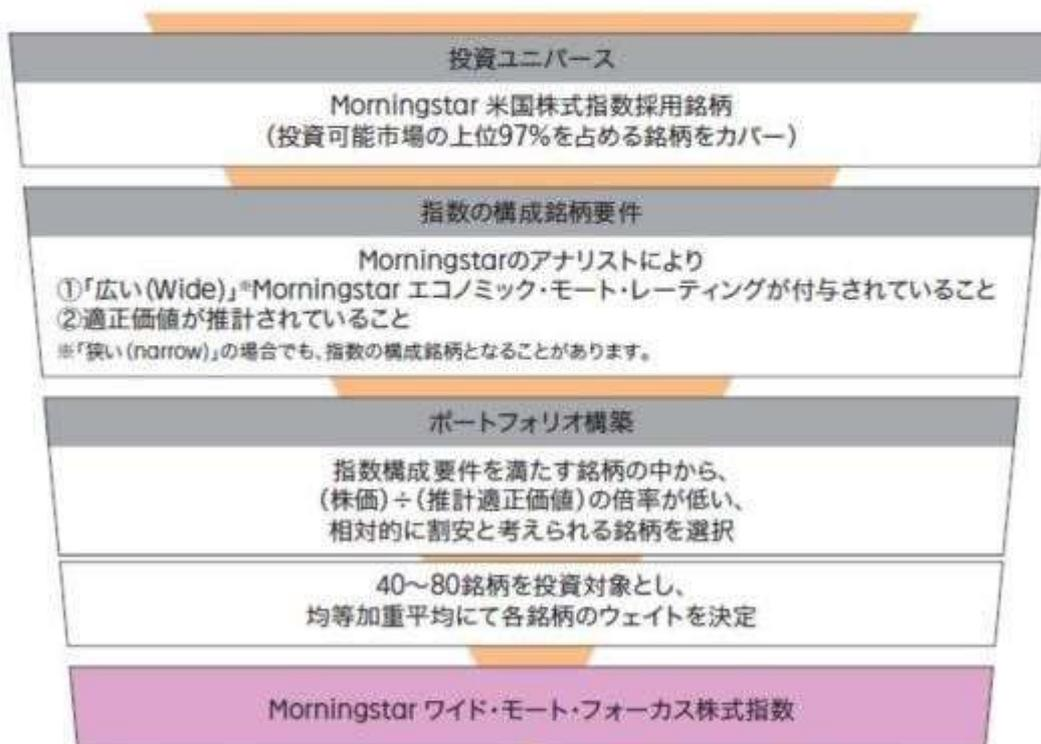 投資ユニバース
Morningstar 米国株式指数採用銘柄
（投資可能市場の上位97%を占める銘柄をカバー）
指数の構成銘柄要件
Morningstarのアナリストにより
①「広い（Wide）」※Morningstar エコノミック・モート・レーティングが付与されていること
②適正価値が推計されていること
※「狭い（narrow）」の場合でも、指数の構成銘柄となることがあります。
ポートフォリオ構築
指数構成要件を満たす銘柄の中から、
（株価）÷（推計適正価値）の倍率が低い、
相対的に割安と考えられる銘柄を選択
40～80銘柄を投資対象とし、
均等加重平均にて各銘柄のウェイトを決定
Morningstar ワイド・モート・フォーカス株式指数